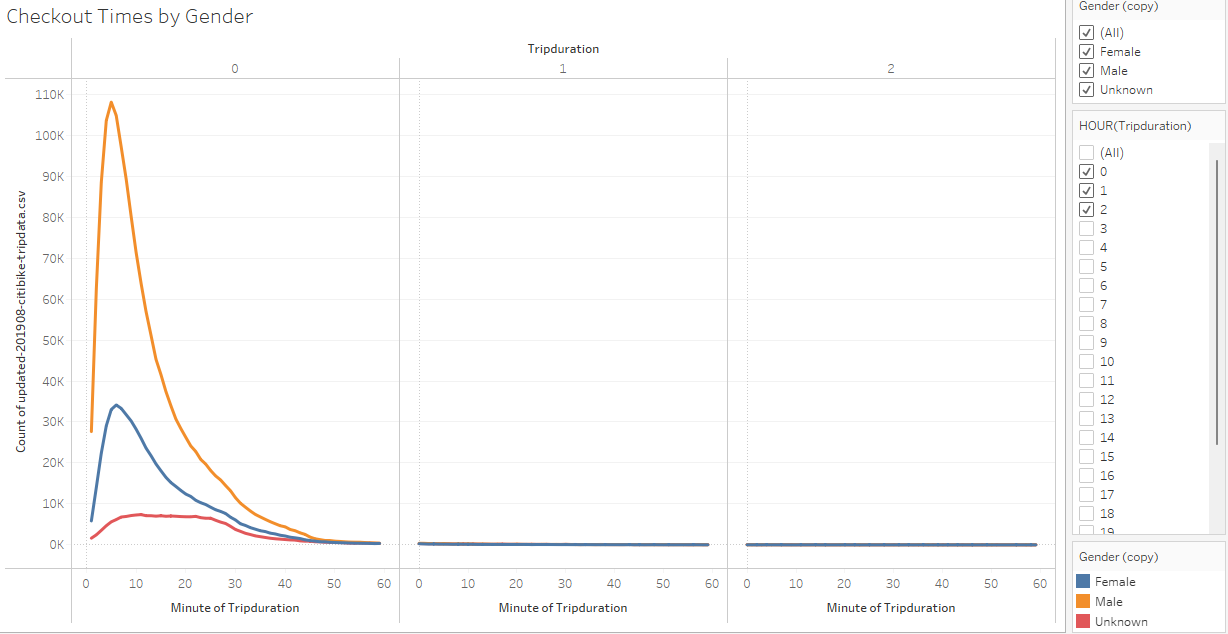 Checkout Times by Gender
Tripduration
0 1 2
Count of updated-201908-citibike-tripdata.csv
110K
100K
90K
80K
70K
60K
50K
40K
30K
20K
10K
0K
0 10 20 30 40 50 60 0 10 20 30 40 50 60 0 10 20 30 40 50 60
Minute of Tripduration Minute of Tripduration Minute of Tripduration
Gender (copy)
(All)
Female
Male
Unknown
HOUR(Tripduration)
(All)
0
1
2
3
4
5
6
7
8
9
10
11
12
13
14
15
16
17
18
19
Gender (copy)
Female
Male
Unknown